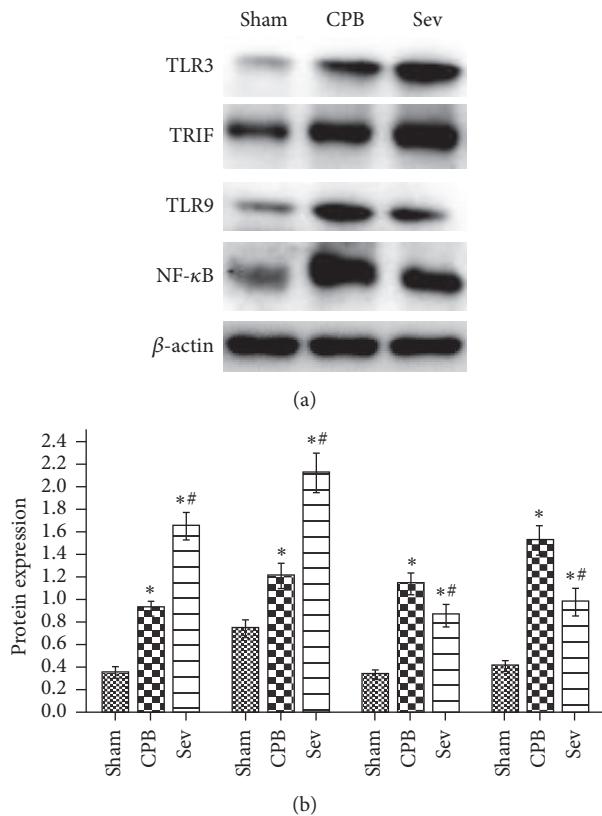 Sham CPB Sev
TLR3
TRIF
TLR9
NF-κB
β-actin
(a)
Protein expression
2.4
2.2
2.0
1.8
1.6
1.4
1.2
1.0
0.8
0.6
0.4
0.2
0.0
* *# * *# * *# * *#
Sham CPB Sev Sham CPB Sev Sham CPB Sev Sham CPB Sev
(b)